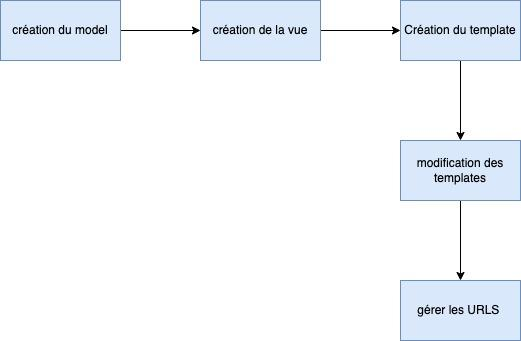 création du model
création de la vue
Création du template
modification des
templates
gérer les URLS